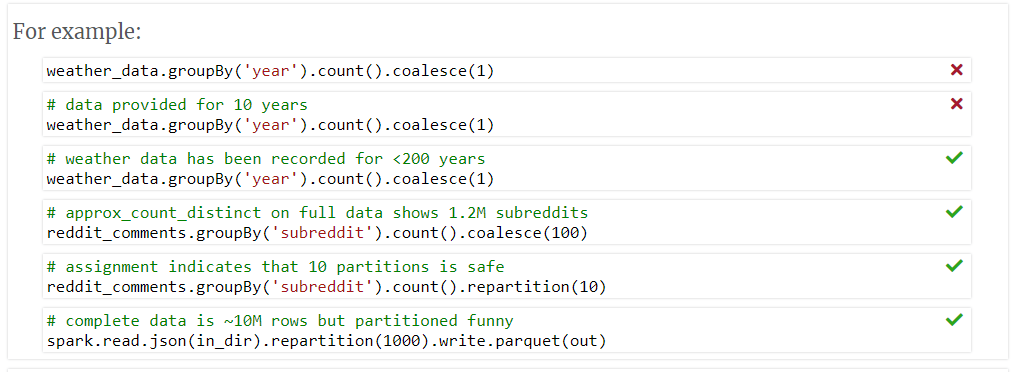 For example:
weather_data.groupBy('year').count().coalesce(1)
# data provided for 10 years
weather_data.groupBy('year').count().coalesce(1)
# weather data has been recorded for <200 years
weather_data.groupBy('year').count().coalesce(1)
# approx_count_distinct on full data shows 1.2M subreddits
reddit_comments.groupBy('subreddit').count().coalesce(100)
# assignment indicates that 10 partitions is safe
reddit_comments.groupBy('subreddit').count().repartition(10)
# complete data is ~10M rows but partitioned funny
spark.read.json(in_dir).repartition(1000).write.parquet(out)